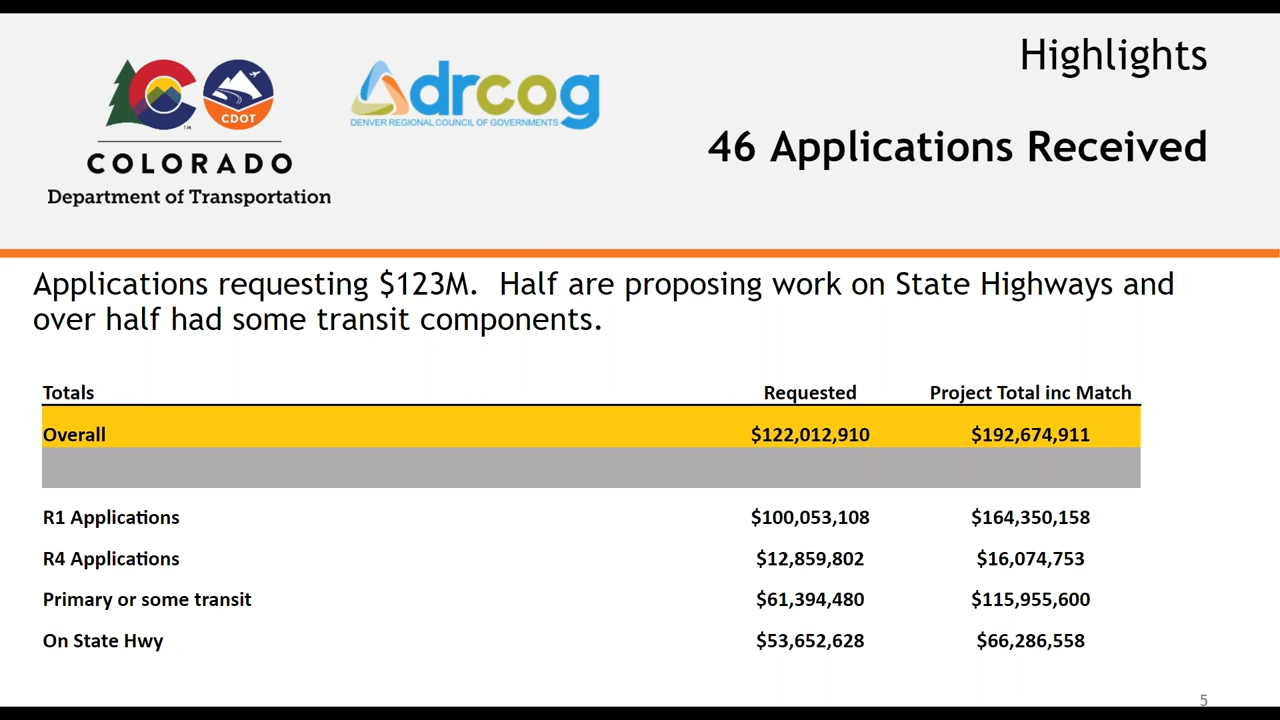 Highlights
46 Applications Received
CDOT
COLORADO
Department of Transportation
drcog
DENVER REGIONAL COUNCIL OF GOVERNMENTS
Applications requesting $123M.  Half are proposing work on State Highways and
over half had some transit components.
Totals Requested Project Total inc Match
Overall $122,012,910 $192,674,911
R1 Applications $100,053,108 $164,350,158
R4 Applications $12,859,802 $16,074,753
Primary or some transit $61,394,480 $115,955,600
On State Hwy $53,652,628 $66,286,558
5